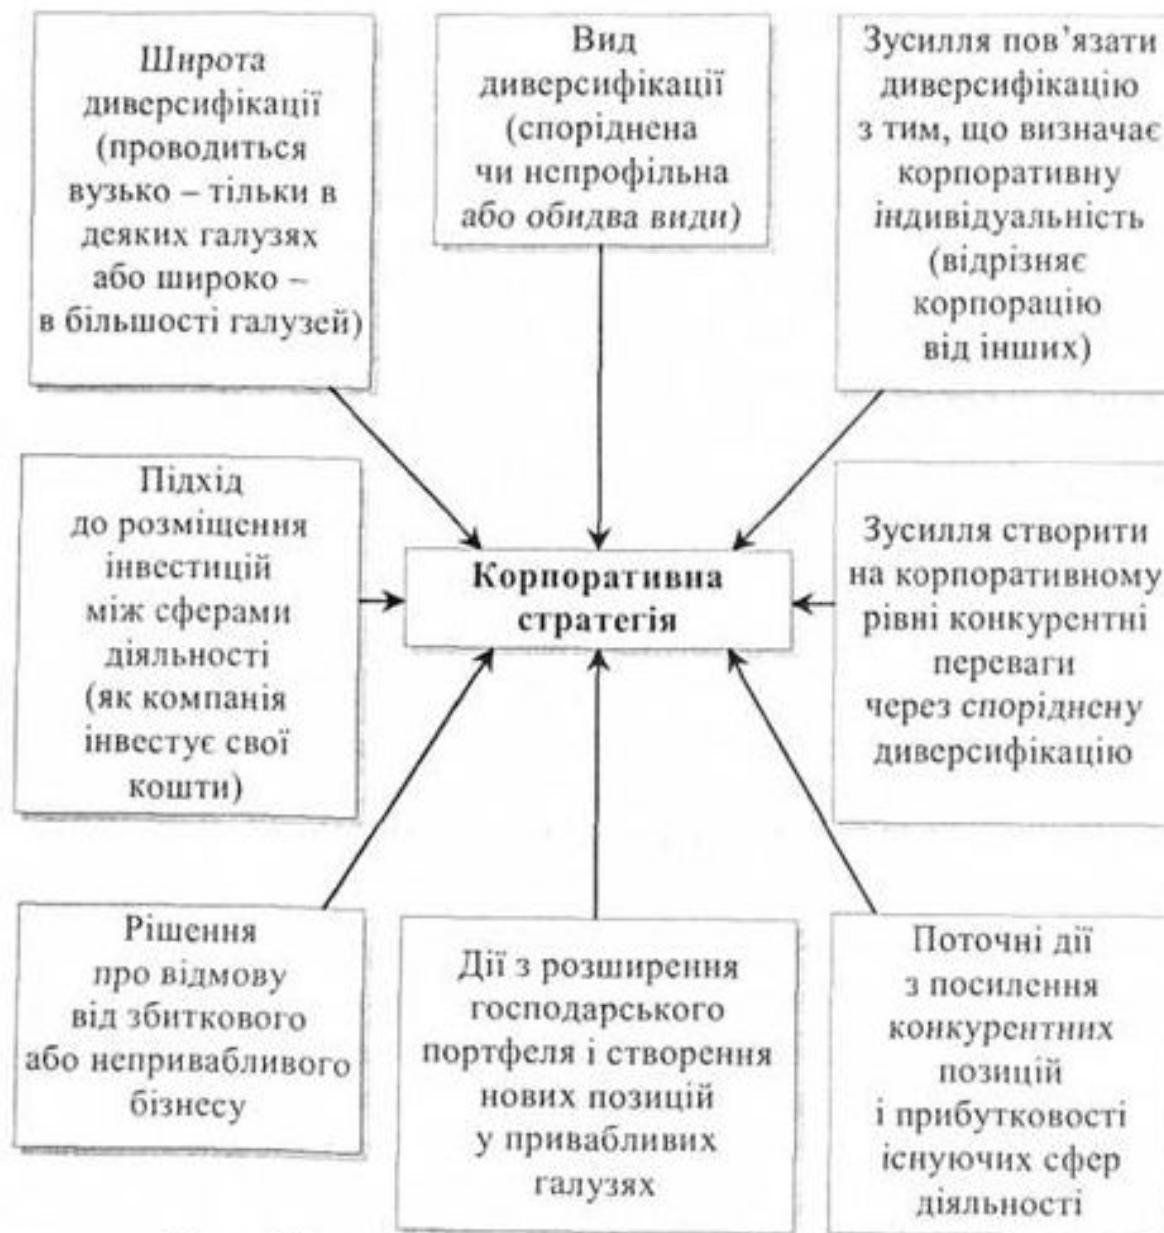 Широта
диверсифікації
(проводиться
вузько – тільки в
деяких галузях
або широко –
в більшості галузей)
Вид
диверсифікації
(споріднена
чи непрофільна
або обидва види)
Зусилля пов’язати
диверсифікацію
з тим, що визначає
корпоративну
індивідуальність
(відрізняє
корпорацію
від інших)
Підхід
до розміщення
інвестицій
між сферами
діяльності
(як компанія
інвестує свої
кошти)
Корпоративна
стратегія
Зусилля створити
на корпоративному
рівні конкурентні
переваги
через споріднену
диверсифікацію
Рішення
про відмову
від збиткового
або непривабливого
бізнесу
Дії з розширення
господарського
портфеля і створення
нових позицій
у привабливих
галузях
Поточні дії
з посилення
конкурентних
позицій
і прибутковості
існуючих сфер
діяльності